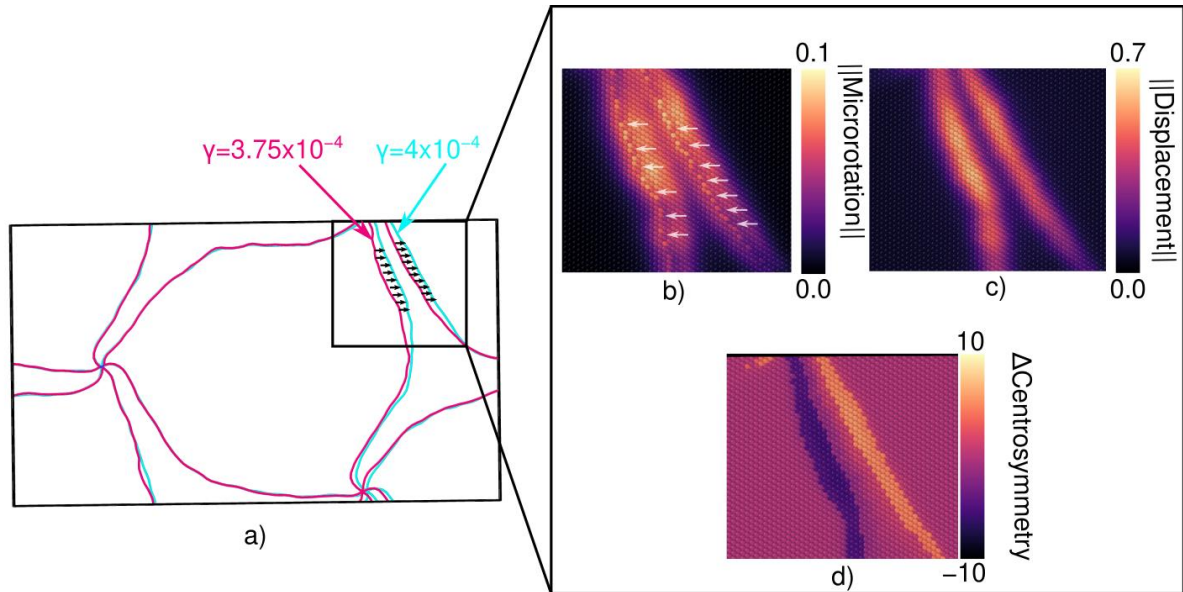 γ=3.75x10⁻⁴
γ=4x10⁻⁴
a)
0.1
||Microrotation||
0.0
b)
0.7
||Displacement||
0.0
c)
10
ΔCentrosymmetry
−10
d)